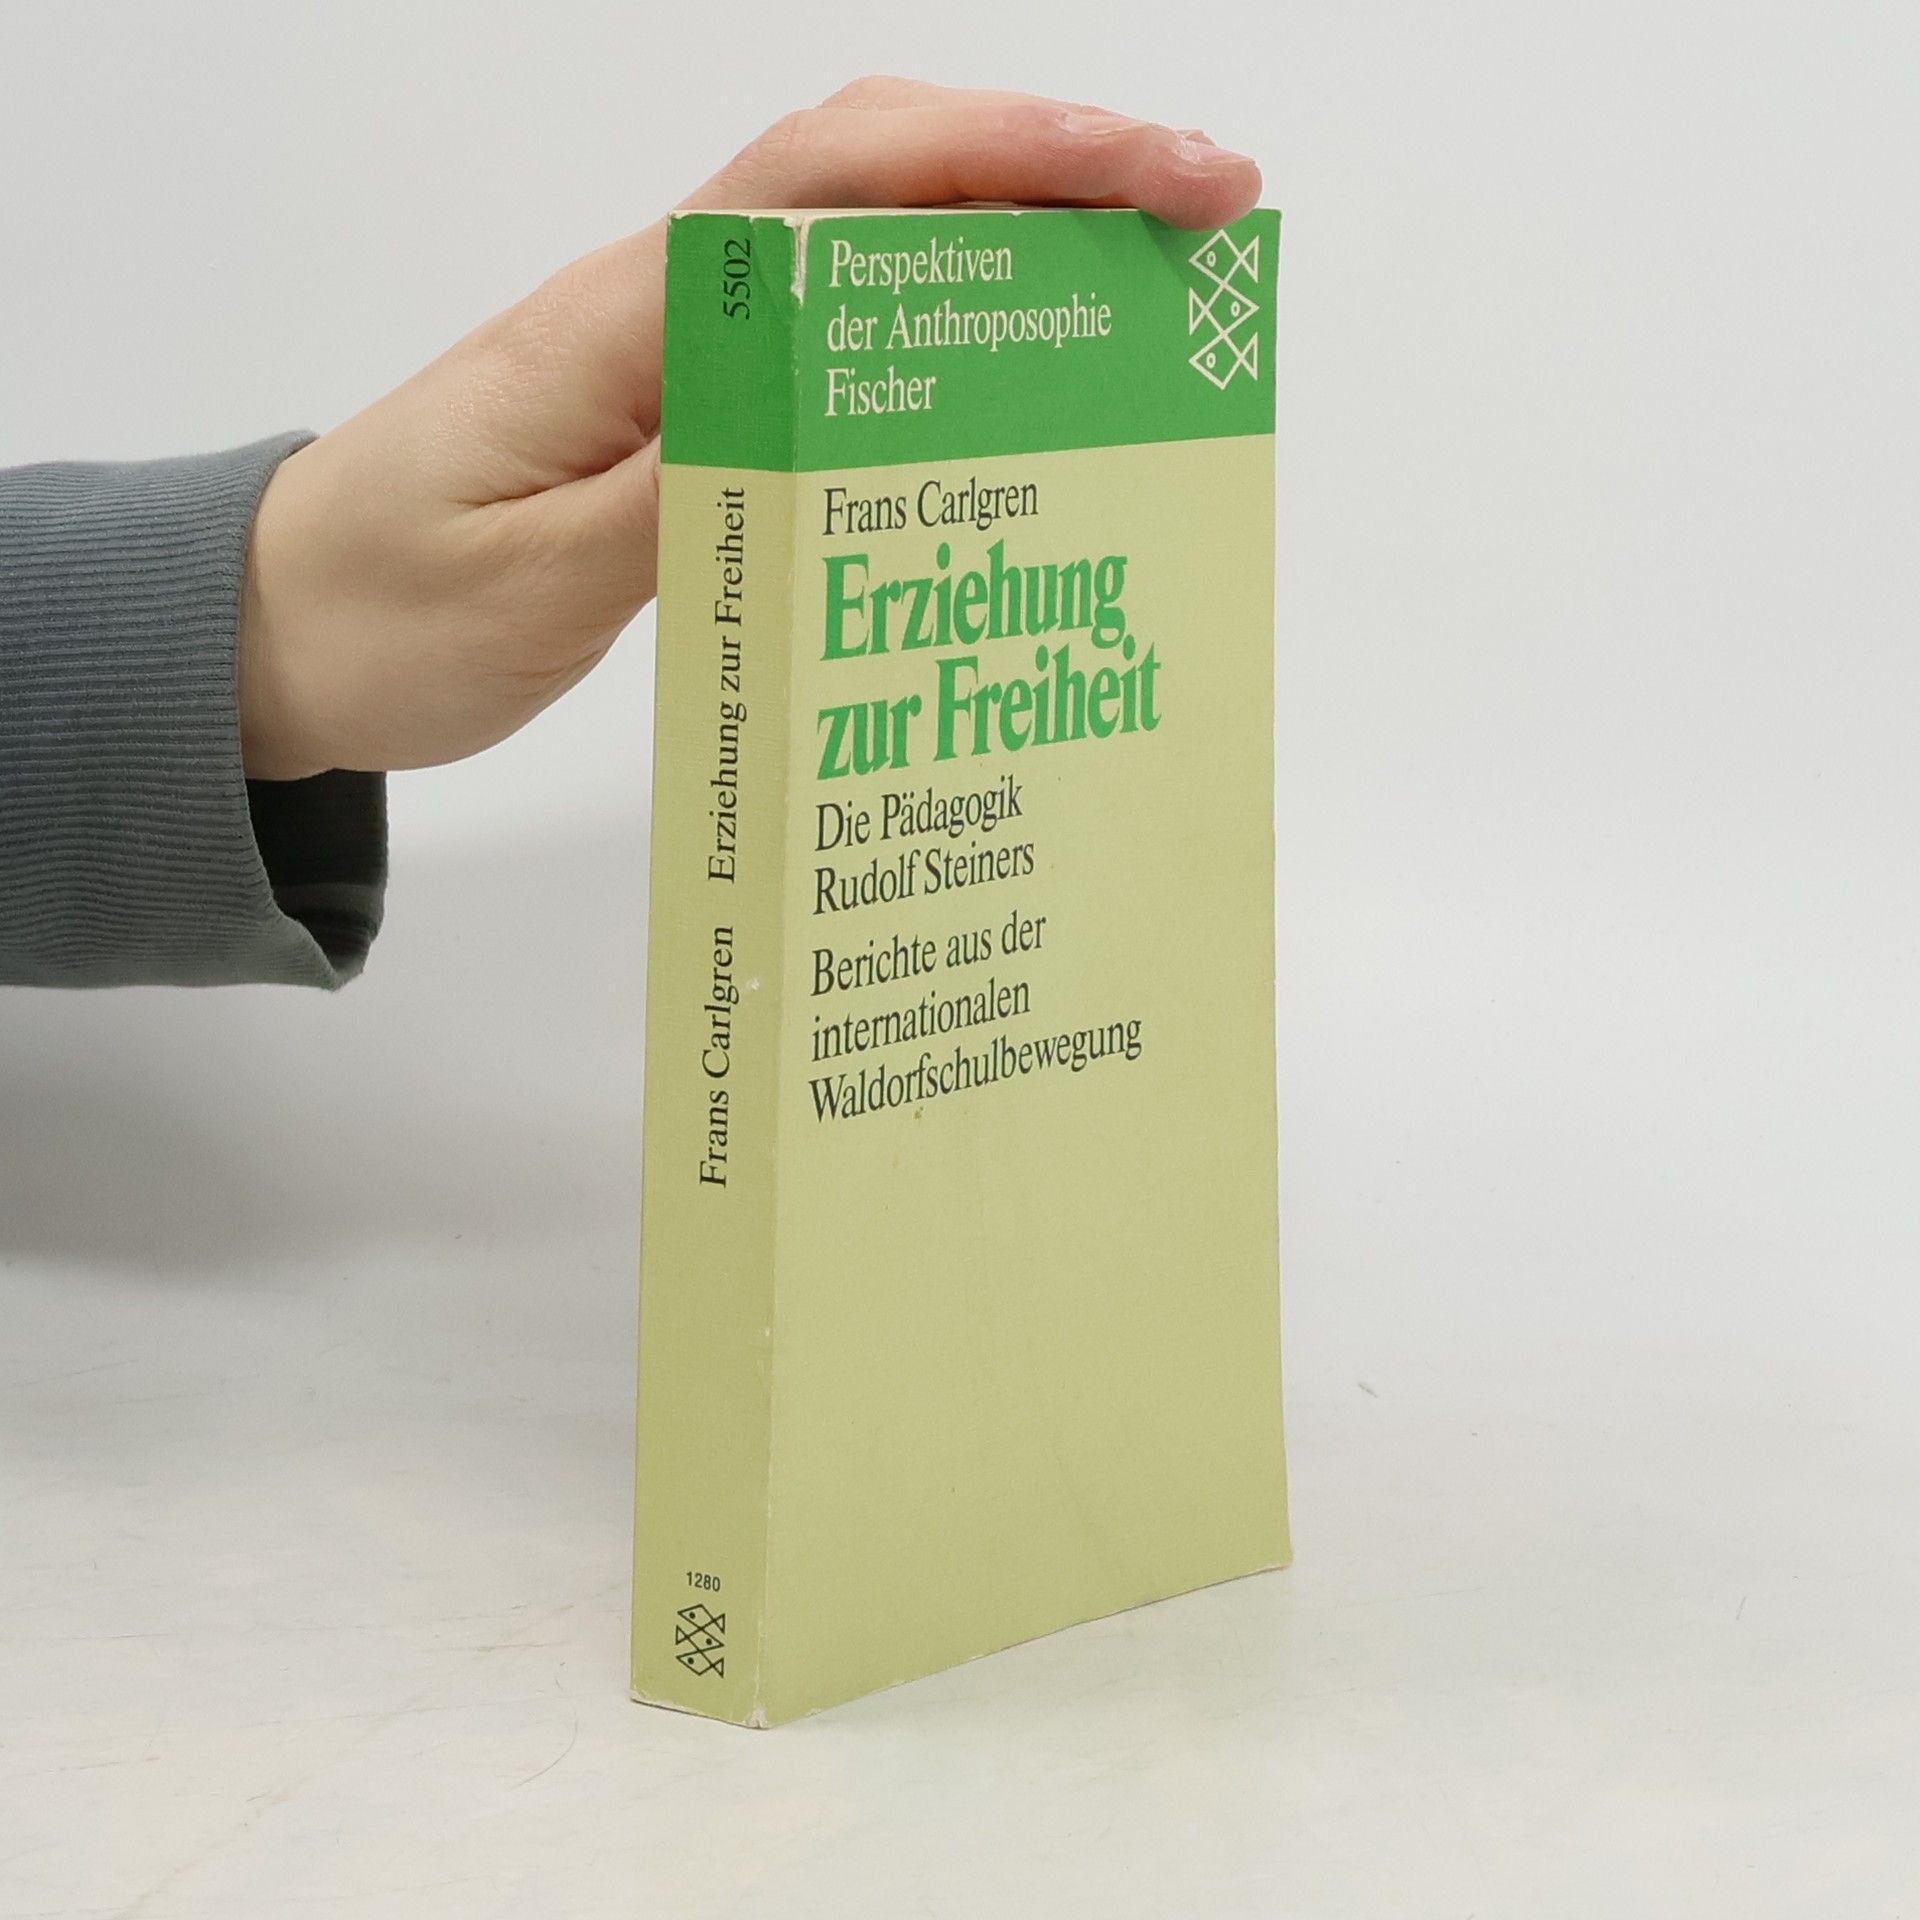 5502
Frans Carlgren Erziehung zur Freiheit
1280
Perspektiven
der Anthroposophie
Fischer
Frans Carlgren
Erziehung
zur Freiheit
Die Pädagogik
Rudolf Steiners
Berichte aus der
internationalen
Waldorfschulbewegung